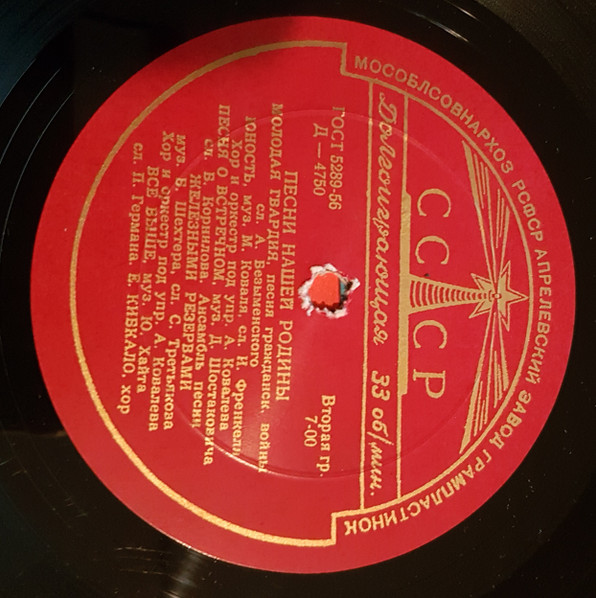 МОСОБЛСОВНАРХОЗ РСФСР АПРЕЛЕВСКИЙ ЗАВОД ГРАМПЛАСТИНОК
СССР
Долгоиграющая 33 об/мин.
ГОСТ 5289-56
Д — 4750
Вторая гр.
7-00
ПЕСНИ НАШЕЙ РОДИНЫ
МОЛОДАЯ ГВАРДИЯ, песня гражданск. войны
сл. А. Безыменского
ЮНОСТЬ, муз. М. Коваля, сл. И. Френкеля
Хор и оркестр под упр. А. Ковалева
ПЕСНЯ О ВСТРЕЧНОМ, муз. Д. Шостаковича
сл. Б. Корнилова, Ансамбль песни
ЖЕЛЕЗНЫМИ РЕЗЕРВАМИ
муз. Б. Шехтера, сл. С. Третьякова
Хор и оркестр под упр. А. Ковалева
ВСЕ ВЫШЕ, муз. Ю. Хайта
сл. П. Германа, Е. КИБКАЛО, хор